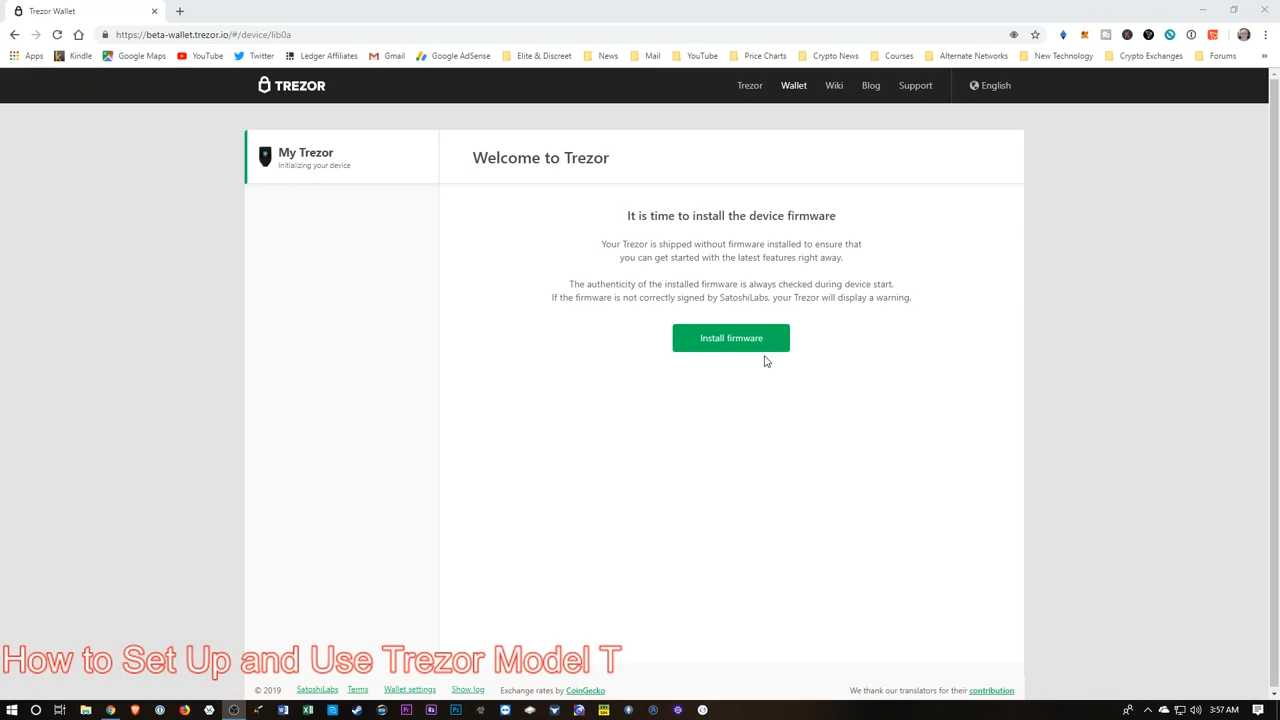 Trezor Wallet
https://beta-wallet.trezor.io/#/device/lib0a
Apps Kindle Google Maps YouTube Twitter Ledger Affiliates Gmail Google AdSense Elite & Discreet News Mail YouTube Price Charts Crypto News Courses Alternate Networks New Technology Crypto Exchanges Forums
TREZOR
Trezor Wallet Wiki Blog Support English
My Trezor
Initializing your device
Welcome to Trezor
It is time to install the device firmware
Your Trezor is shipped without firmware installed to ensure that
you can get started with the latest features right away.
The authenticity of the installed firmware is always checked during device start.
If the firmware is not correctly signed by SatoshiLabs, your Trezor will display a warning.
Install firmware
How to Set Up and Use Trezor Model T
© 2019 SatoshiLabs Terms Wallet settings Show log Exchange rates by CoinGecko We thank our translators for their contribution
3:57 AM